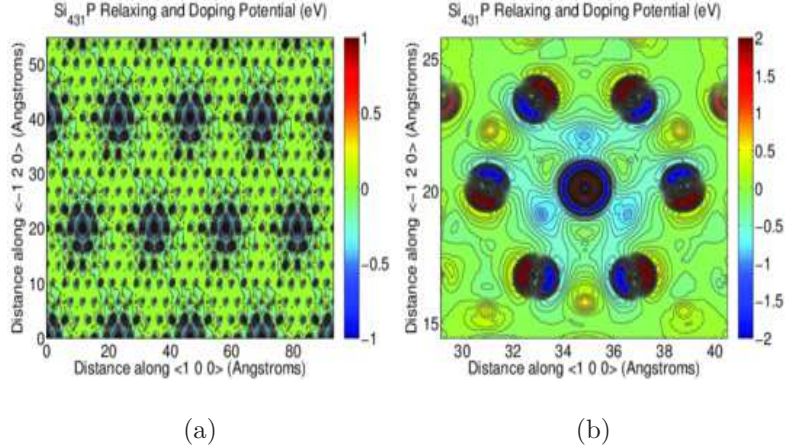 Si431P Relaxing and Doping Potential (eV)
Distance along <-1 2 0> (Angstroms)
50
40
30
20
10
0
0 20 40 60 80
Distance along <1 0 0> (Angstroms)
1
0.5
0
-0.5
-1
(a)
Si431P Relaxing and Doping Potential (eV)
Distance along <-1 2 0> (Angstroms)
25
20
15
30 32 34 36 38 40
Distance along <1 0 0> (Angstroms)
2
1.5
1
0.5
0
-0.5
-1
-1.5
-2
(b)